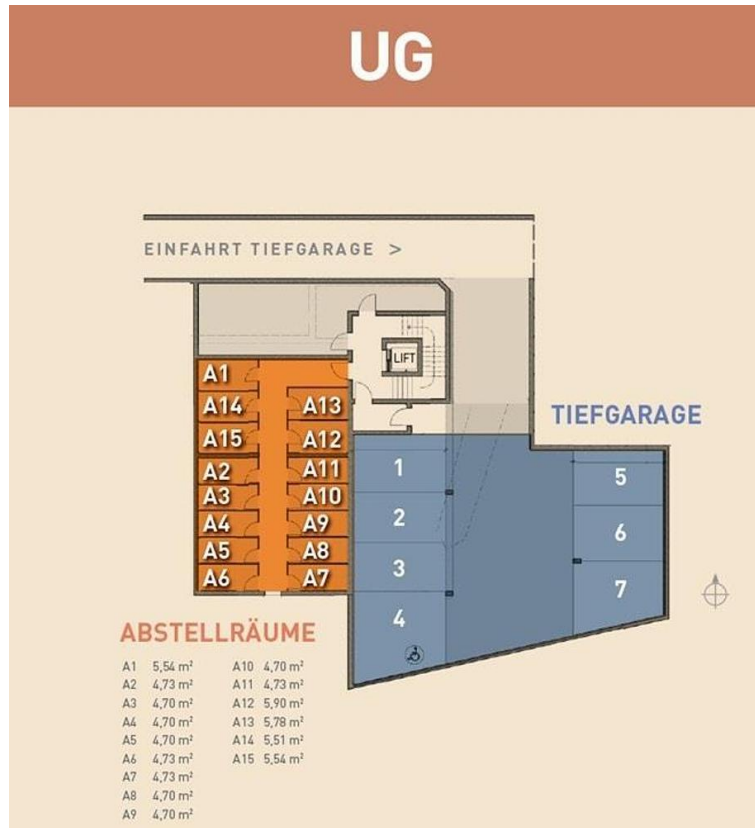 UG
EINFAHRT TIEFGARAGE >
LIFT
A1
A14
A15
A2
A3
A4
A5
A6
A13
A12
A11
A10
A9
A8
A7
TIEFGARAGE
1
2
3
4
5
6
7
ABSTELLRÄUME
A1 5,54 m²
A2 4,73 m²
A3 4,70 m²
A4 4,70 m²
A5 4,70 m²
A6 4,73 m²
A7 4,73 m²
A8 4,70 m²
A9 4,70 m²
A10 4,70 m²
A11 4,73 m²
A12 5,90 m²
A13 5,78 m²
A14 5,51 m²
A15 5,54 m²